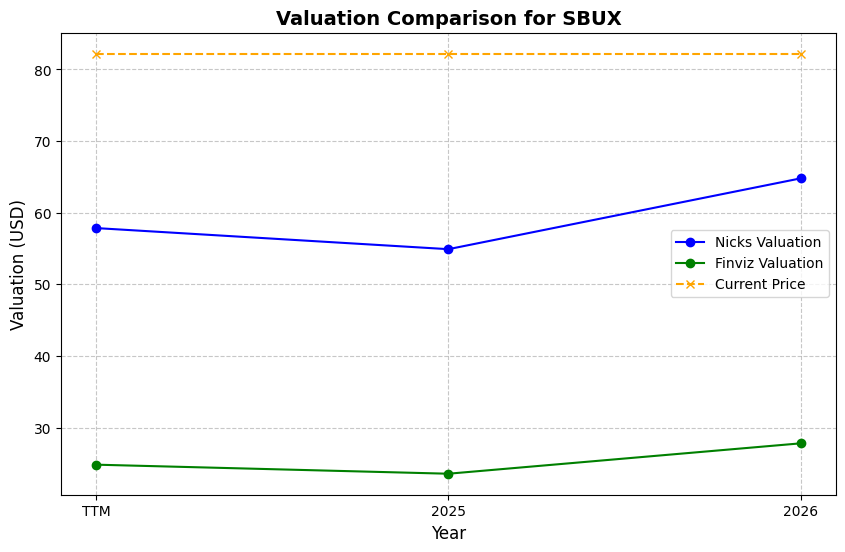 Valuation Comparison for SBUX
Valuation (USD)
80
70
60
50
40
30
Nicks Valuation
Finviz Valuation
Current Price
TTM
2025
2026
Year